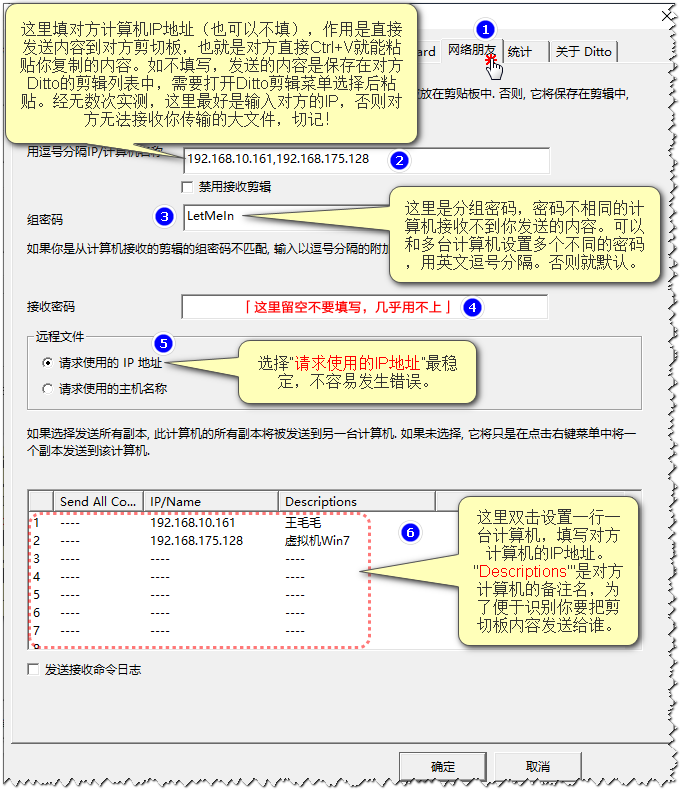 这里填对方计算机IP地址（也可以不填），作用是直接
发送内容到对方剪切板，也就是对方直接Ctrl+V就能粘
贴你复制的内容。如不填写，发送的内容是保存在对方
Ditto的剪辑列表中，需要打开Ditto剪辑菜单选择后粘
贴。经无数次实测，这里最好是输入对方的IP，否则对
方无法接收你传输的大文件，切记！
1
ard
网络朋友
统计
关于 Ditto
放在剪贴板中. 否则, 它将保存在剪辑中,
用逗号分隔IP/计算机名称
192.168.10.161,192.168.175.128
2
禁用接收剪辑
组密码
3
LetMeIn
这里是分组密码，密码不相同的计
算机接收不到你发送的内容。可以
和多台计算机设置多个不同的密码
，用英文逗号分隔。否则就默认。
如果你是从计算机接收的剪辑的组密码不匹配, 输入以逗号分隔的附加
接收密码
「这里留空不要填写，几乎用不上」
4
远程文件
5
请求使用的 IP 地址
请求使用的主机名称
选择"请求使用的IP地址"最稳
定，不容易发生错误。
如果选择发送所有副本, 此计算机的所有副本将被发送到另一台计算机. 如果未选择, 它将只是在点击右键菜单中将一
个副本发送到该计算机.
Send All Co... IP/Name Descriptions
1 ---- 192.168.10.161 王毛毛
2 ---- 192.168.175.128 虚拟机Win7
3 ---- ---- ----
4 ---- ---- ----
5 ---- ---- ----
6 ---- ---- ----
7 ---- ---- ----
6
这里双击设置一行一
台计算机，填写对方
计算机的IP地址。
"Descriptions"'是对方
计算机的备注名，为
了便于识别你要把剪
切板内容发送给谁。
发送接收命令日志
确定
取消